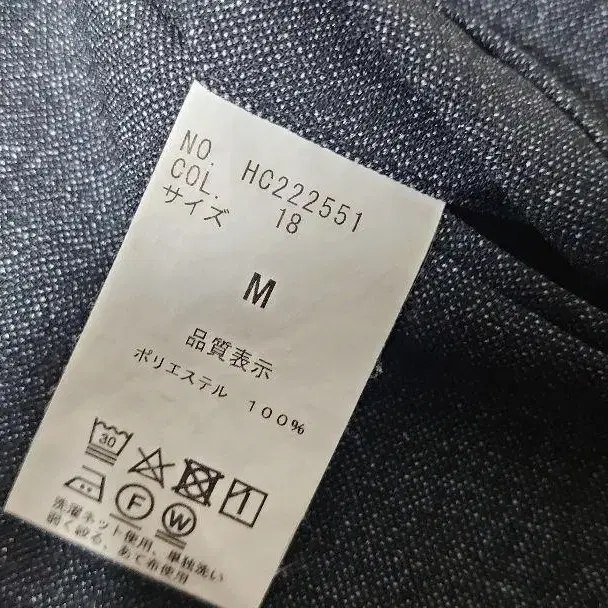 NO. HC222551
COL. 18
サイズ
M
品質表示
ポリエステル 100%
30
F W
洗濯ネット使用、単独洗い
弱く絞る、あて布使用